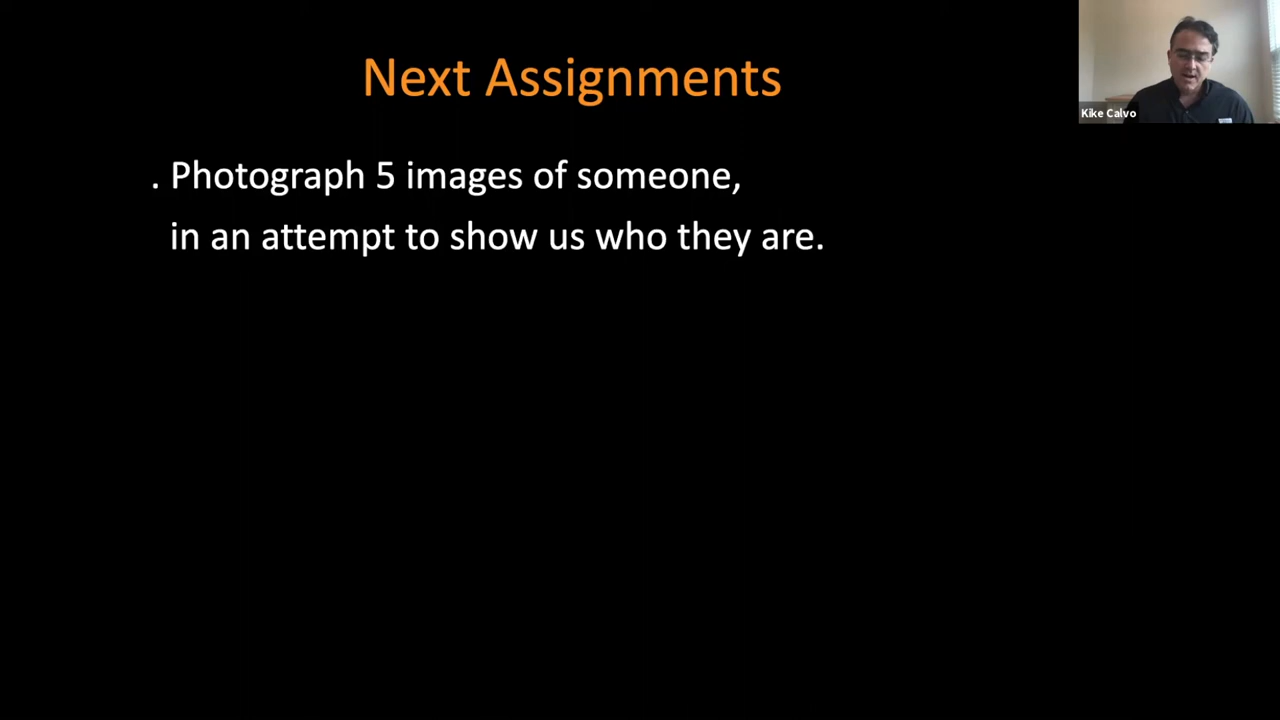 Next Assignments
Kike Calvo
. Photograph 5 images of someone,
in an attempt to show us who they are.